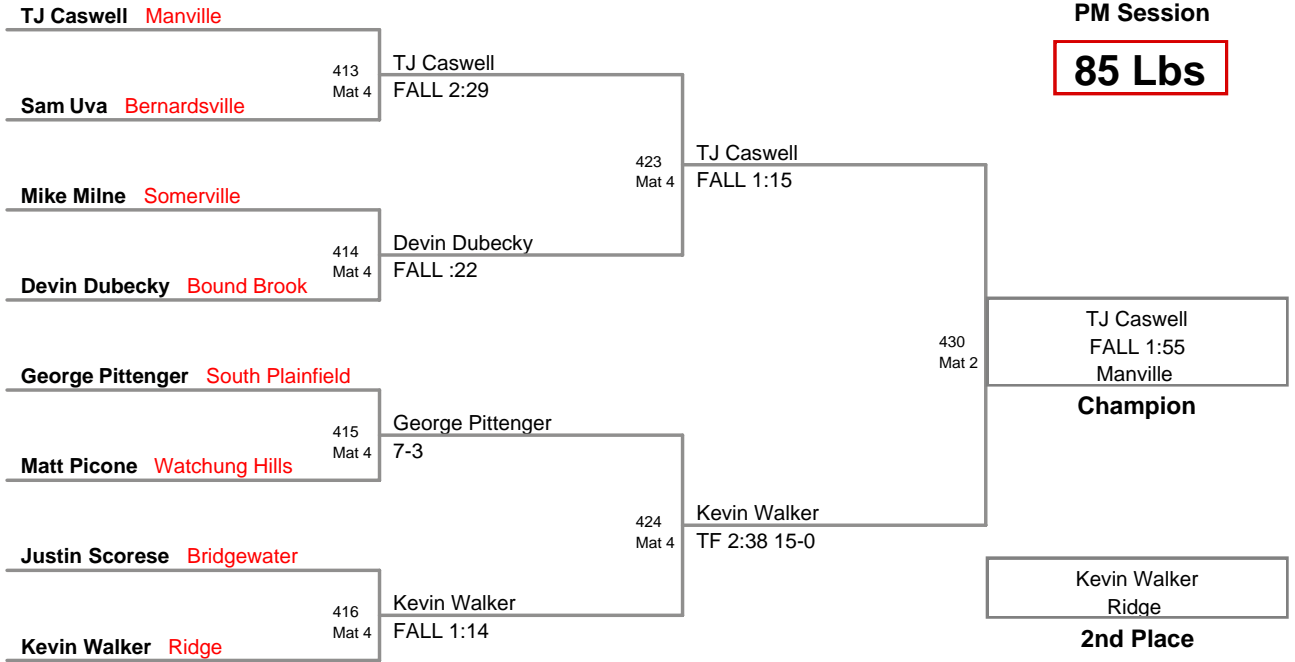 TJ Caswell Manville
PM Session
85 Lbs
413
Mat 4
TJ Caswell
FALL 2:29
Sam Uva Bernardsville
423
Mat 4
TJ Caswell
FALL 1:15
Mike Milne Somerville
414
Mat 4
Devin Dubecky
FALL :22
Devin Dubecky Bound Brook
430
Mat 2
TJ Caswell
FALL 1:55
Manville
Champion
George Pittenger South Plainfield
415
Mat 4
George Pittenger
7-3
Matt Picone Watchung Hills
424
Mat 4
Kevin Walker
TF 2:38 15-0
Justin Scorese Bridgewater
416
Mat 4
Kevin Walker
FALL 1:14
Kevin Walker Ridge
Kevin Walker
Ridge
2nd Place